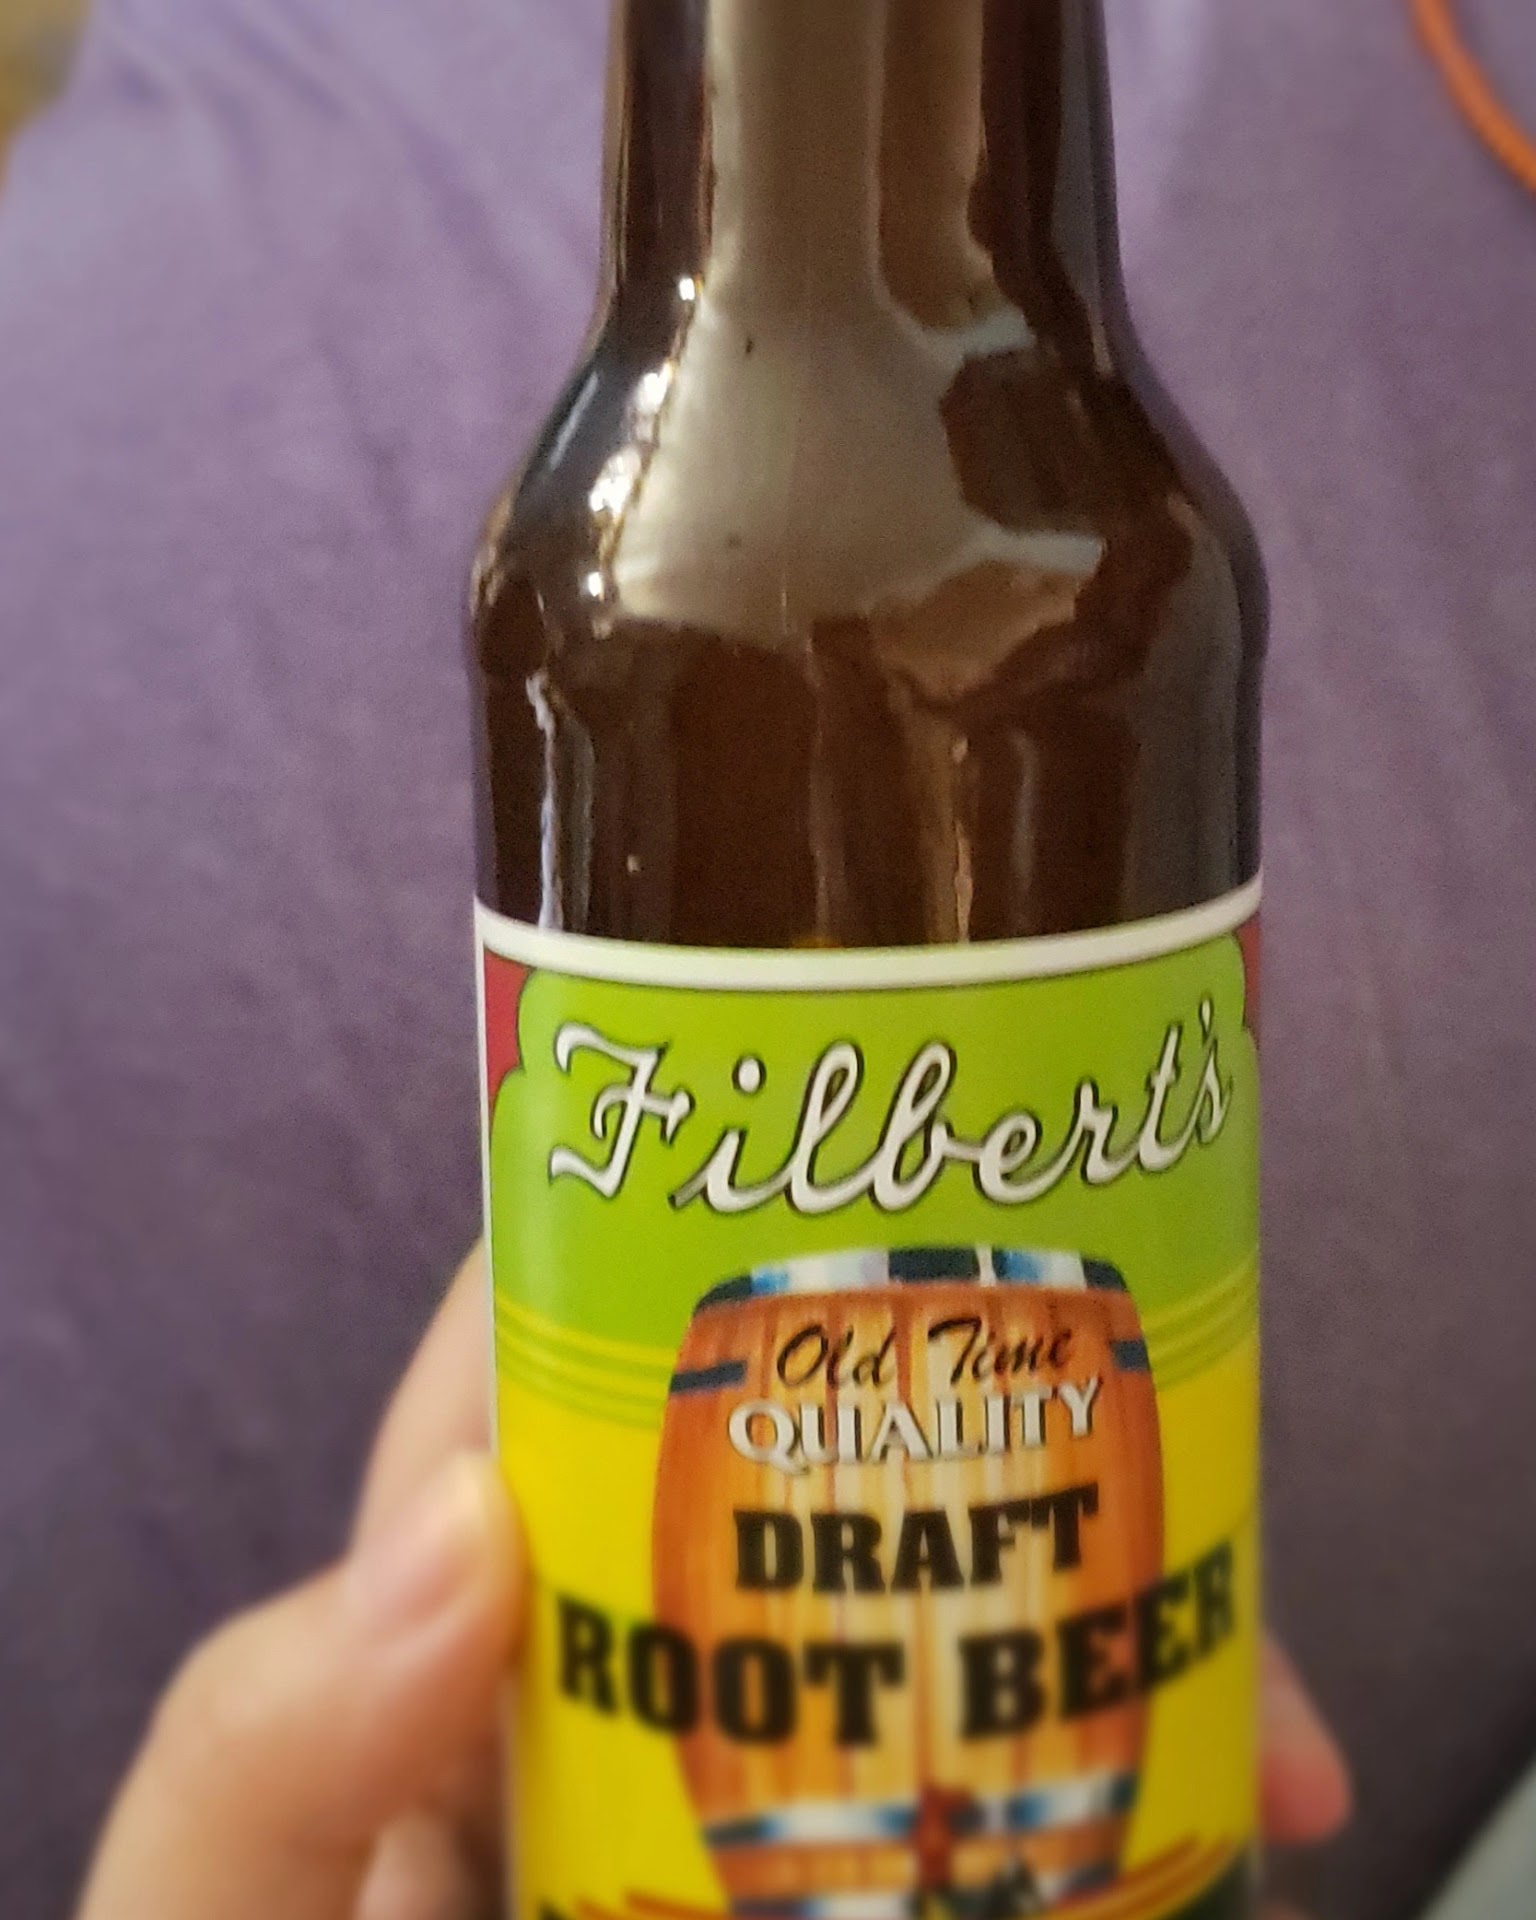 Filbert's
Old Time
QUALITY
DRAFT
ROOT BEER